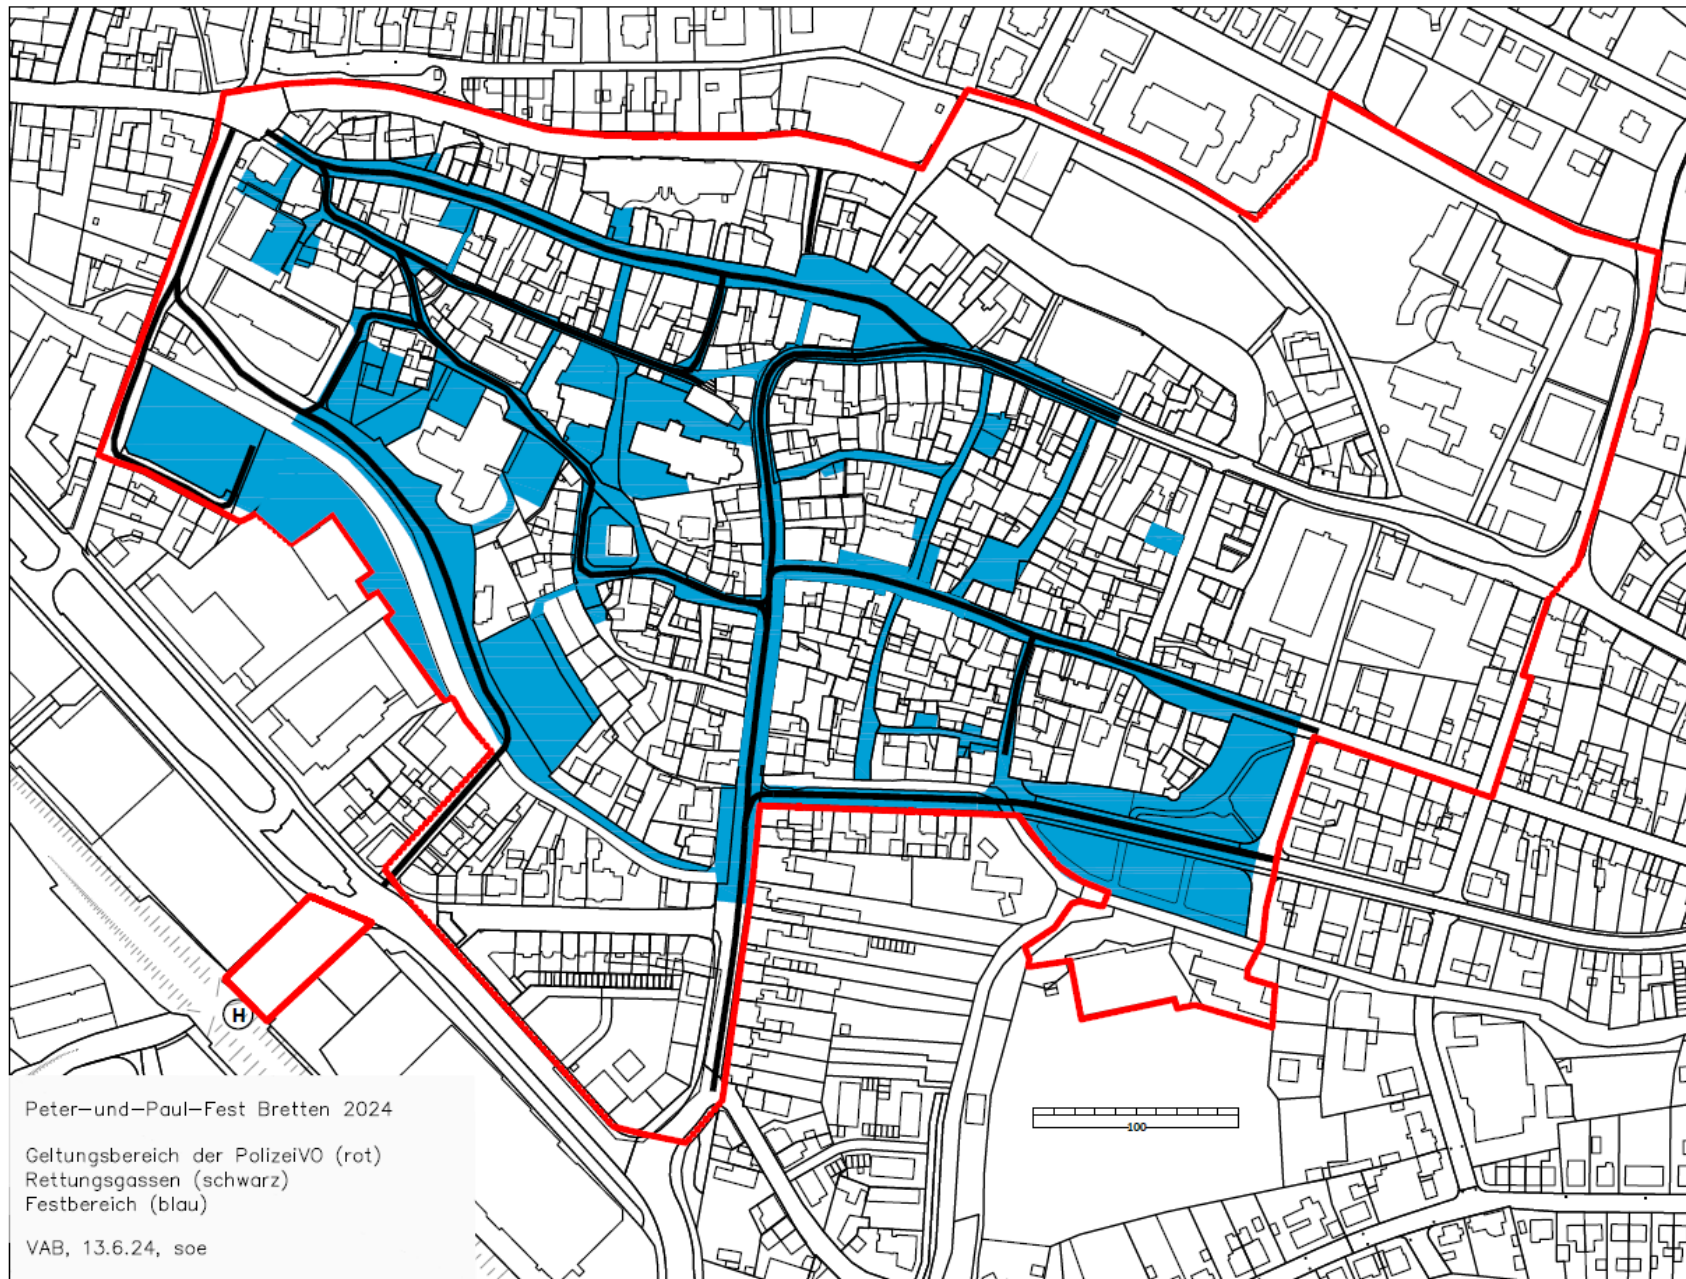 H
Peter-und-Paul-Fest Bretten 2024
Geltungsbereich der PolizeiVO (rot)
Rettungsgassen (schwarz)
Festbereich (blau)
VAB, 13.6.24, soe
100